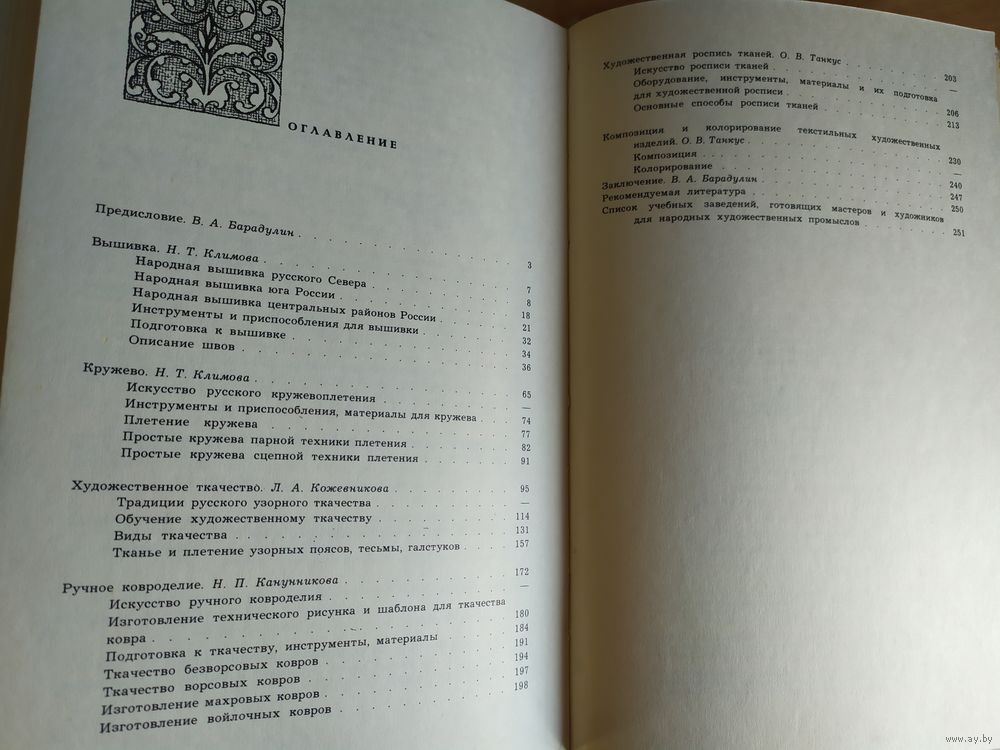 ОГЛАВЛЕНИЕ
Предисловие. В. А. Барадулин . . . 3
Вышивка. Н. Т. Климова . . . 7
Народная вышивка русского Севера . . . 8
Народная вышивка юга России . . . 18
Народная вышивка центральных районов России . . . 21
Инструменты и приспособления для вышивки . . . 32
Подготовка к вышивке . . . 34
Описание швов . . . 36
Кружево. Н. Т. Климова . . . 65
Искусство русского кружевоплетения . . . —
Инструменты и приспособления, материалы для кружева . . . 74
Плетение кружева . . . 77
Простые кружева парной техники плетения . . . 82
Простые кружева сцепной техники плетения . . . 91
Художественное ткачество. Л. А. Кожевникова . . . 95
Традиции русского узорного ткачества . . . —
Обучение художественному ткачеству . . . 114
Виды ткачества . . . 131
Тканье и плетение узорных поясов, тесьмы, галстуков . . . 157
Ручное ковроделие. Н. П. Канунникова . . . 172
Искусство ручного ковроделия . . . —
Изготовление технического рисунка и шаблона для ткачества
ковра . . . 180
Подготовка к ткачеству, инструменты, материалы . . . 184
Ткачество безворсовых ковров . . . 191
Ткачество ворсовых ковров . . . 194
Изготовление махровых ковров . . . 197
Изготовление войлочных ковров . . . 198
Художественная роспись тканей. О. В. Танкус . . . 203
Искусство росписи тканей . . . —
Оборудование, инструменты, материалы и их подготовка
для художественной росписи . . . 206
Основные способы росписи тканей . . . 213
Композиция и колорирование текстильных художественных
изделий. О. В. Танкус . . . 230
Композиция . . . —
Колорирование . . . 240
Заключение. В. А. Барадулин . . . 247
Рекомендуемая литература . . . 250
Список учебных заведений, готовящих мастеров и художников
для народных художественных промыслов . . . 251
www.ay.by